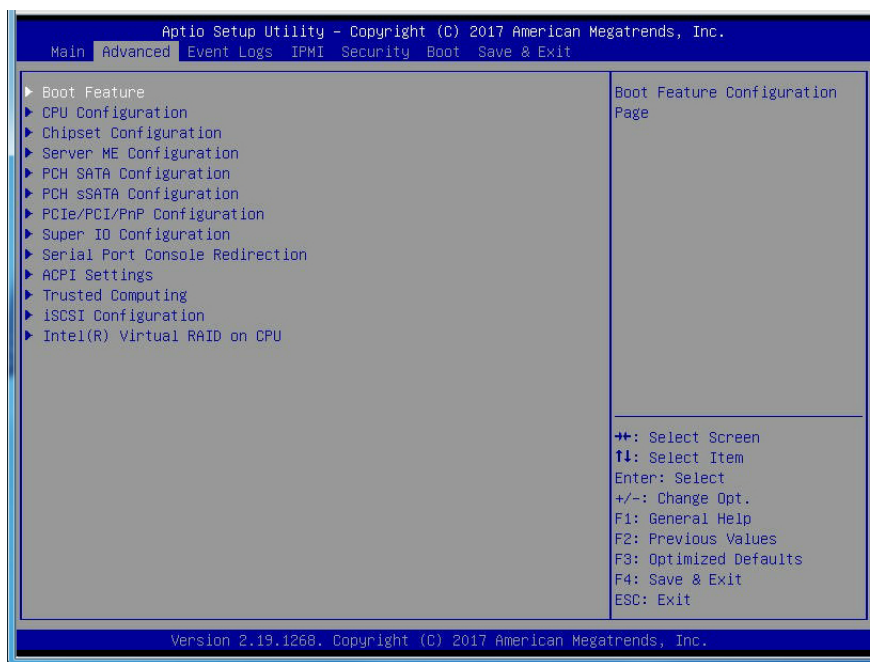 Aptio Setup Utility – Copyright (C) 2017 American Megatrends, Inc.
Main Advanced Event Logs IPMI Security Boot Save & Exit
Boot Feature
CPU Configuration
Chipset Configuration
Server ME Configuration
PCH SATA Configuration
PCH sSATA Configuration
PCIe/PCI/PnP Configuration
Super IO Configuration
Serial Port Console Redirection
ACPI Settings
Trusted Computing
iSCSI Configuration
Intel(R) Virtual RAID on CPU
Boot Feature Configuration
Page
→←: Select Screen
↑↓: Select Item
Enter: Select
+/-: Change Opt.
F1: General Help
F2: Previous Values
F3: Optimized Defaults
F4: Save & Exit
ESC: Exit
Version 2.19.1268. Copyright (C) 2017 American Megatrends, Inc.